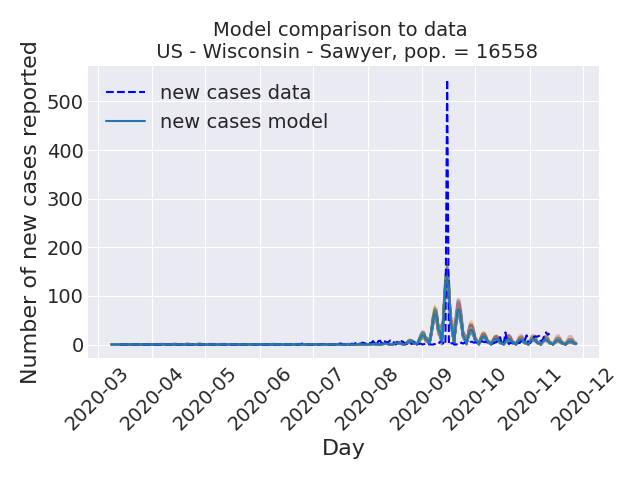 Model comparison to data
US - Wisconsin - Sawyer, pop. = 16558
new cases data
new cases model
Number of new cases reported
500
400
300
200
100
0
2020-03
2020-04
2020-05
2020-06
2020-07
2020-08
2020-09
2020-10
2020-11
2020-12
Day